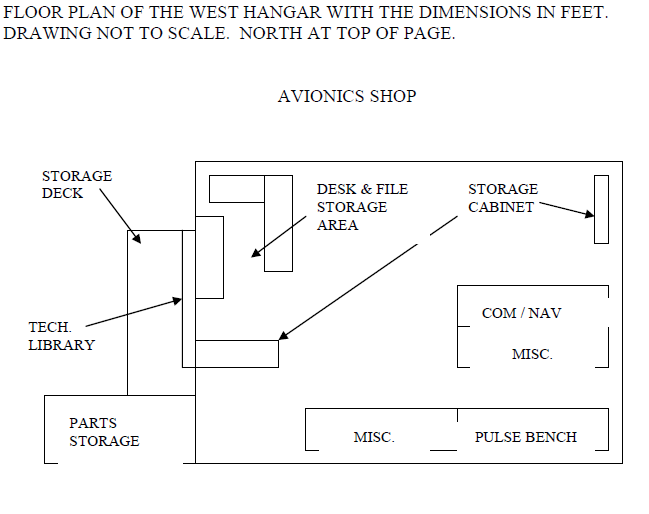 FLOOR PLAN OF THE WEST HANGAR WITH THE DIMENSIONS IN FEET.
DRAWING NOT TO SCALE.  NORTH AT TOP OF PAGE.
AVIONICS SHOP
STORAGE
DECK
DESK & FILE
STORAGE
AREA
STORAGE
CABINET
TECH.
LIBRARY
COM / NAV
MISC.
PARTS
STORAGE
MISC.
PULSE BENCH